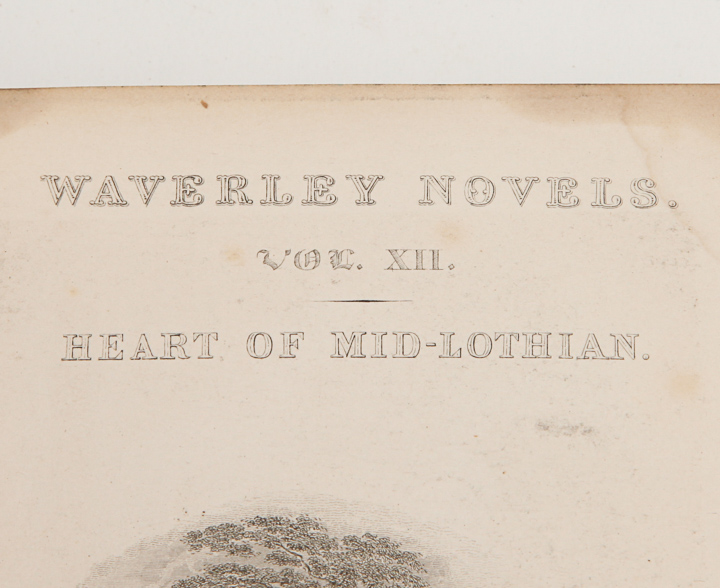 WAVERLEY NOVELS.
VOL. XII.
HEART OF MID-LOTHIAN.